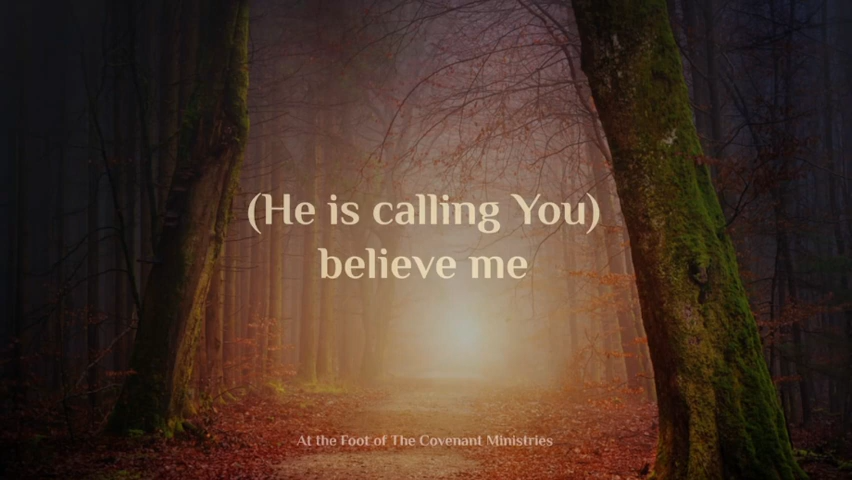 (He is calling You)
believe me
At the Foot of The Covenant Ministries